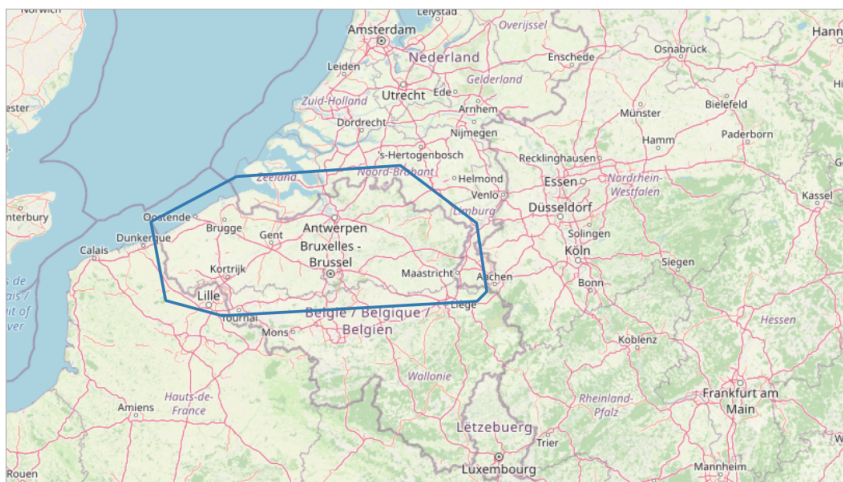 Norwich
Lelystad
Overijssel
Amsterdam
Hann
Nederland
Osnabrück
Enschede
Leiden
Gelderland
Utrecht
Ede
Zuid-Holland
Arnhem
Bielefeld
Münster
ester
Dordrecht
Nijmegen
Paderborn
Hamm
's-Hertogenbosch
Recklinghausen
Noord-Brabant
Zeeland
Helmond
Essen
Nordrhein-
Westfalen
Venlo
Kassel
Düsseldorf
Limburg
nterbury
Oostende
Brugge
Antwerpen
Solingen
Dunkerque
Gent
Bruxelles -
Brussel
Calais
Köln
Siegen
Kortrijk
Maastricht
Aachen
Bonn
Lille
Liège
Tournai
België / Belgique /
Belgien
Hessen
Mons
Koblenz
Wallonie
Hauts-de-
France
Rheinland-
Pfalz
Frankfurt am
Main
Amiens
Lëtzebuerg
Trier
Luxembourg
Mannheim
Rouen